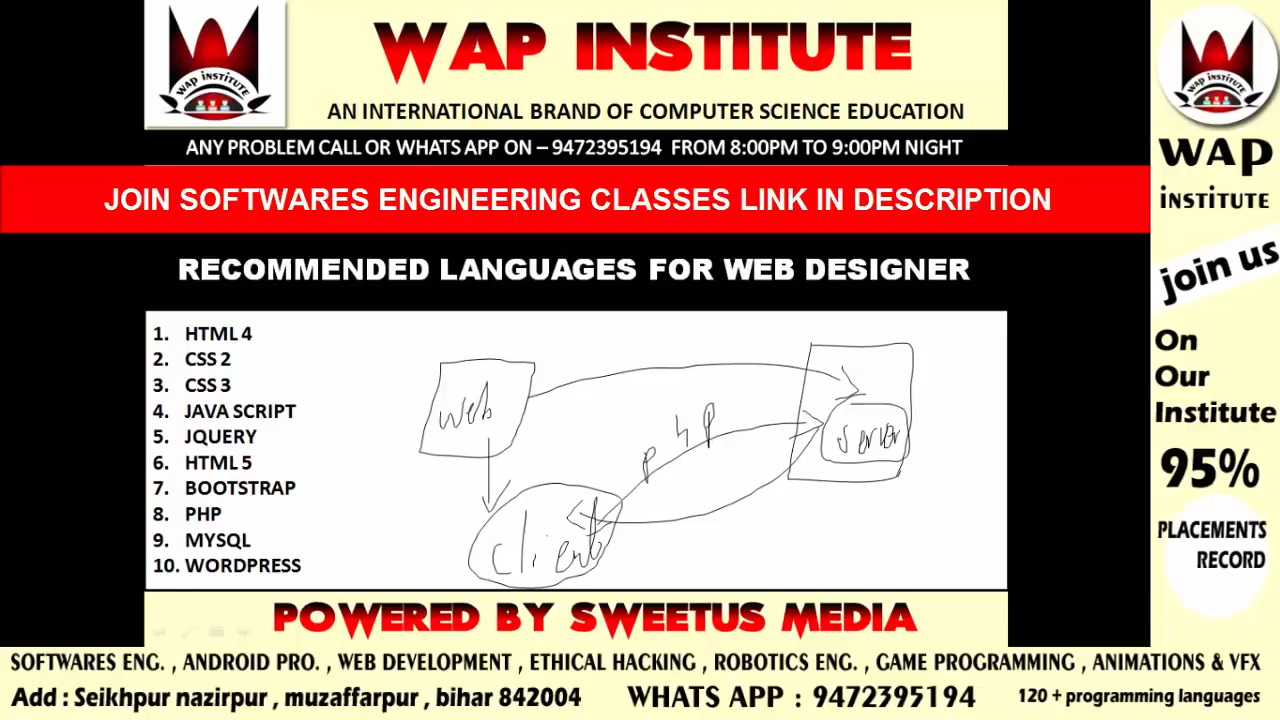 WAP INSTITUTE
WAP INSTITUTE
AN INTERNATIONAL BRAND OF COMPUTER SCIENCE EDUCATION
ANY PROBLEM CALL OR WHATS APP ON – 9472395194 FROM 8:00PM TO 9:00PM NIGHT
JOIN SOFTWARES ENGINEERING CLASSES LINK IN DESCRIPTION
RECOMMENDED LANGUAGES FOR WEB DESIGNER
1. HTML 4
2. CSS 2
3. CSS 3
4. JAVA SCRIPT
5. JQUERY
6. HTML 5
7. BOOTSTRAP
8. PHP
9. MYSQL
10. WORDPRESS
web
php
server
client
POWERED BY SWEETUS MEDIA
WAP INSTITUTE
WAP
INSTITUTE
join us
On
Our
Institute
95%
PLACEMENTS
RECORD
SOFTWARES ENG. , ANDROID PRO. , WEB DEVELOPMENT , ETHICAL HACKING , ROBOTICS ENG. , GAME PROGRAMMING , ANIMATIONS & VFX
Add : Seikhpur nazirpur , muzaffarpur , bihar 842004 WHATS APP : 9472395194 120 + programming languages